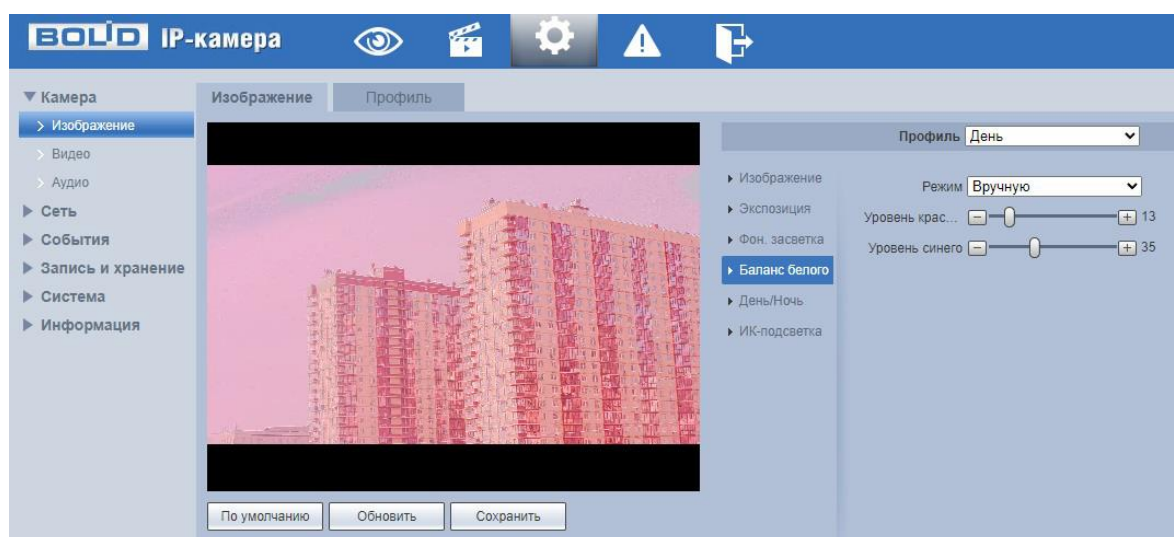 BOLID IP-камера
Камера
Изображение
Видео
Аудио
Сеть
События
Запись и хранение
Система
Информация
Изображение Профиль
По умолчанию Обновить Сохранить
Изображение
Экспозиция
Фон. засветка
Баланс белого
День/Ночь
ИК-подсветка
Профиль День
Режим Вручную
Уровень крас... 13
Уровень синего 35